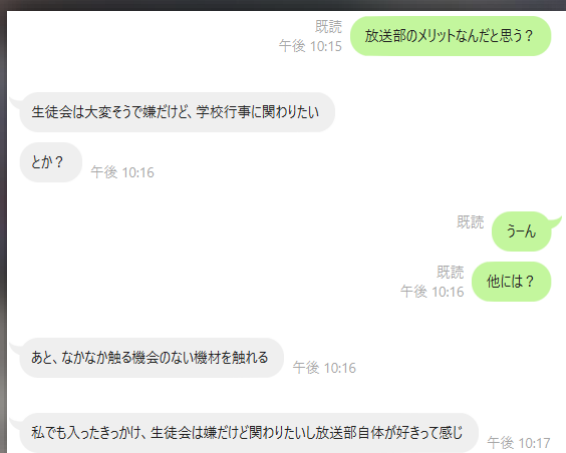 既読
午後 10:15
放送部のメリットなんだと思う？
生徒会は大変そうで嫌だけど、学校行事に関わりたい
とか？
午後 10:16
既読
うーん
既読
午後 10:16
他には？
あと、なかなか触る機会のない機材を触れる
午後 10:16
私でも入ったきっかけ、生徒会は嫌だけど関わりたいし放送部自体が好きって感じ
午後 10:17